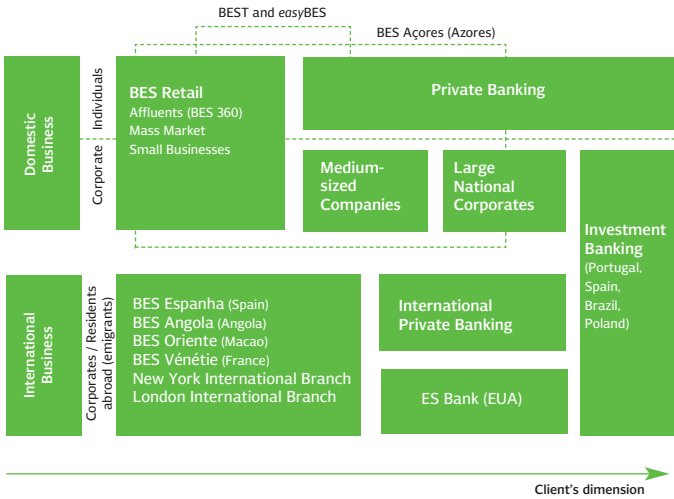 BEST and easyBES
BES Açores (Azores)
Domestic
Business
Individuals
Corporate
BES Retail
Affluents (BES 360)
Mass Market
Small Businesses
Private Banking
Medium-
sized
Companies
Large
National
Corporates
Investment
Banking
(Portugal,
Spain,
Brazil,
Poland)
International
Business
Corporates / Residents
abroad (emigrants)
BES Espanha (Spain)
BES Angola (Angola)
BES Oriente (Macao)
BES Vénétie (France)
New York International Branch
London International Branch
International
Private Banking
ES Bank (EUA)
Client's dimension